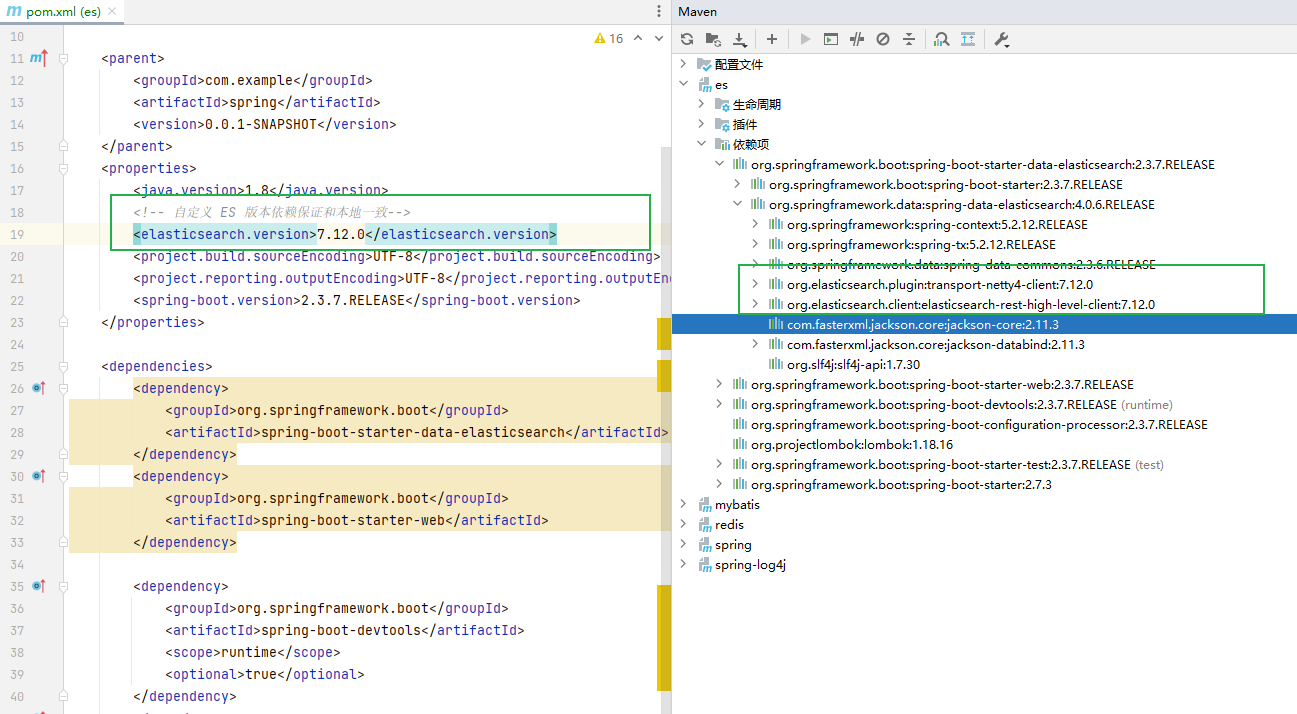 pom.xml (es)
16
10
11 <parent>
12 <groupId>com.example</groupId>
13 <artifactId>spring</artifactId>
14 <version>0.0.1-SNAPSHOT</version>
15 </parent>
16 <properties>
17 <java.version>1.8</java.version>
18 <!-- 自定义 ES 版本依赖保证和本地一致-->
19 <elasticsearch.version>7.12.0</elasticsearch.version>
20 <project.build.sourceEncoding>UTF-8</project.build.sourceEncoding>
21 <project.reporting.outputEncoding>UTF-8</project.reporting.outputEnc
22 <spring-boot.version>2.3.7.RELEASE</spring-boot.version>
23 </properties>
24
25 <dependencies>
26 <dependency>
27 <groupId>org.springframework.boot</groupId>
28 <artifactId>spring-boot-starter-data-elasticsearch</artifactId>
29 </dependency>
30 <dependency>
31 <groupId>org.springframework.boot</groupId>
32 <artifactId>spring-boot-starter-web</artifactId>
33 </dependency>
34
35 <dependency>
36 <groupId>org.springframework.boot</groupId>
37 <artifactId>spring-boot-devtools</artifactId>
38 <scope>runtime</scope>
39 <optional>true</optional>
40 </dependency>
Maven
配置文件
es
生命周期
插件
依赖项
org.springframework.boot:spring-boot-starter-data-elasticsearch:2.3.7.RELEASE
org.springframework.boot:spring-boot-starter:2.3.7.RELEASE
org.springframework.data:spring-data-elasticsearch:4.0.6.RELEASE
org.springframework:spring-context:5.2.12.RELEASE
org.springframework:spring-tx:5.2.12.RELEASE
org.springframework.data:spring-data-commons:2.3.6.RELEASE
org.elasticsearch.plugin:transport-netty4-client:7.12.0
org.elasticsearch.client:elasticsearch-rest-high-level-client:7.12.0
com.fasterxml.jackson.core:jackson-core:2.11.3
com.fasterxml.jackson.core:jackson-databind:2.11.3
org.slf4j:slf4j-api:1.7.30
org.springframework.boot:spring-boot-starter-web:2.3.7.RELEASE
org.springframework.boot:spring-boot-devtools:2.3.7.RELEASE (runtime)
org.springframework.boot:spring-boot-configuration-processor:2.3.7.RELEASE
org.projectlombok:lombok:1.18.16
org.springframework.boot:spring-boot-starter-test:2.3.7.RELEASE (test)
org.springframework.boot:spring-boot-starter:2.7.3
mybatis
redis
spring
spring-log4j